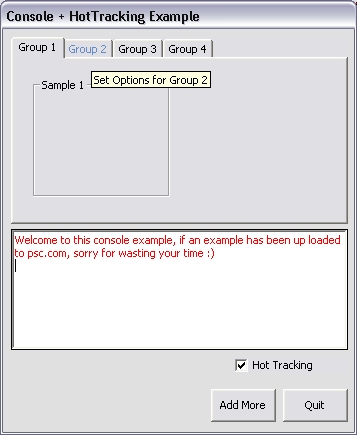 Console + HotTracking Example
Group 1 Group 2 Group 3 Group 4
Set Options for Group 2
Sample 1
Welcome to this console example, if an example has been up loaded
to psc.com, sorry for wasting your time :)
Hot Tracking
Add More Quit